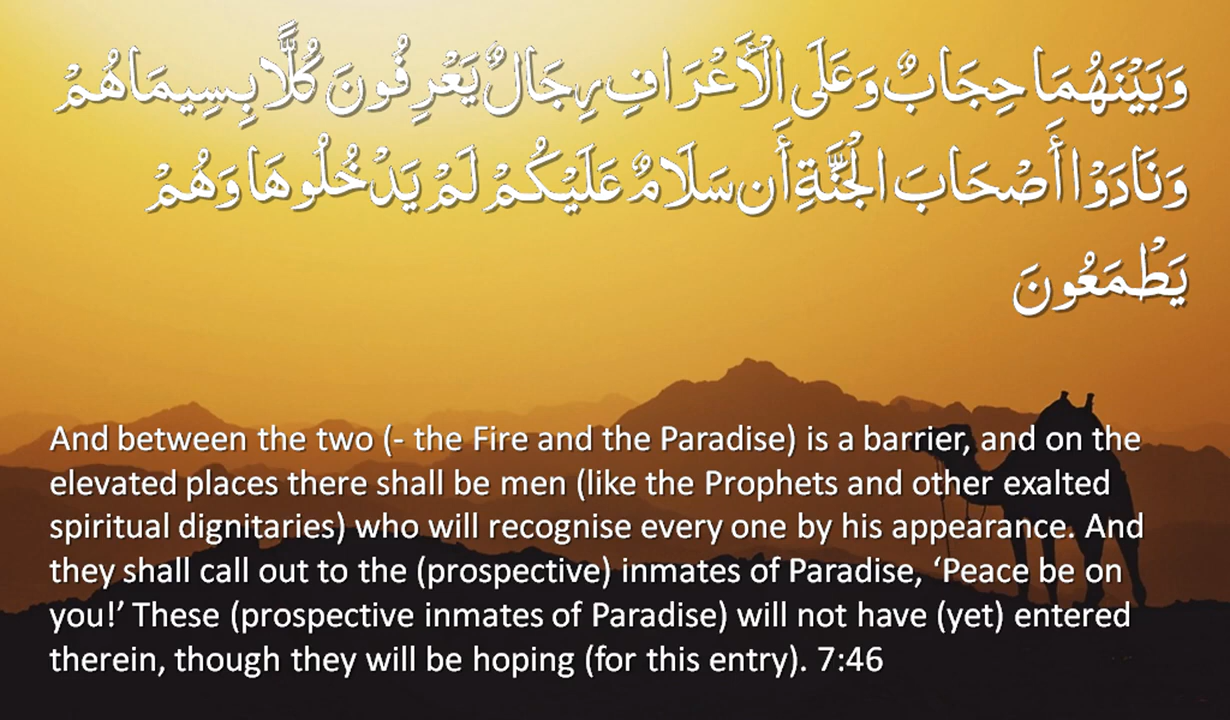 وَبَيْنَهُمَا حِجَابٌ وَعَلَى الْأَعْرَافِ رِجَالٌ يَعْرِفُونَ كُلًّا بِسِيمَاهُمْ
وَنَادَوْا أَصْحَابَ الْجَنَّةِ أَن سَلَامٌ عَلَيْكُمْ لَمْ يَدْخُلُوهَا وَهُمْ
يَطْمَعُونَ
And between the two (- the Fire and the Paradise) is a barrier, and on the
elevated places there shall be men (like the Prophets and other exalted
spiritual dignitaries) who will recognise every one by his appearance. And
they shall call out to the (prospective) inmates of Paradise, ‘Peace be on
you!’ These (prospective inmates of Paradise) will not have (yet) entered
therein, though they will be hoping (for this entry). 7:46